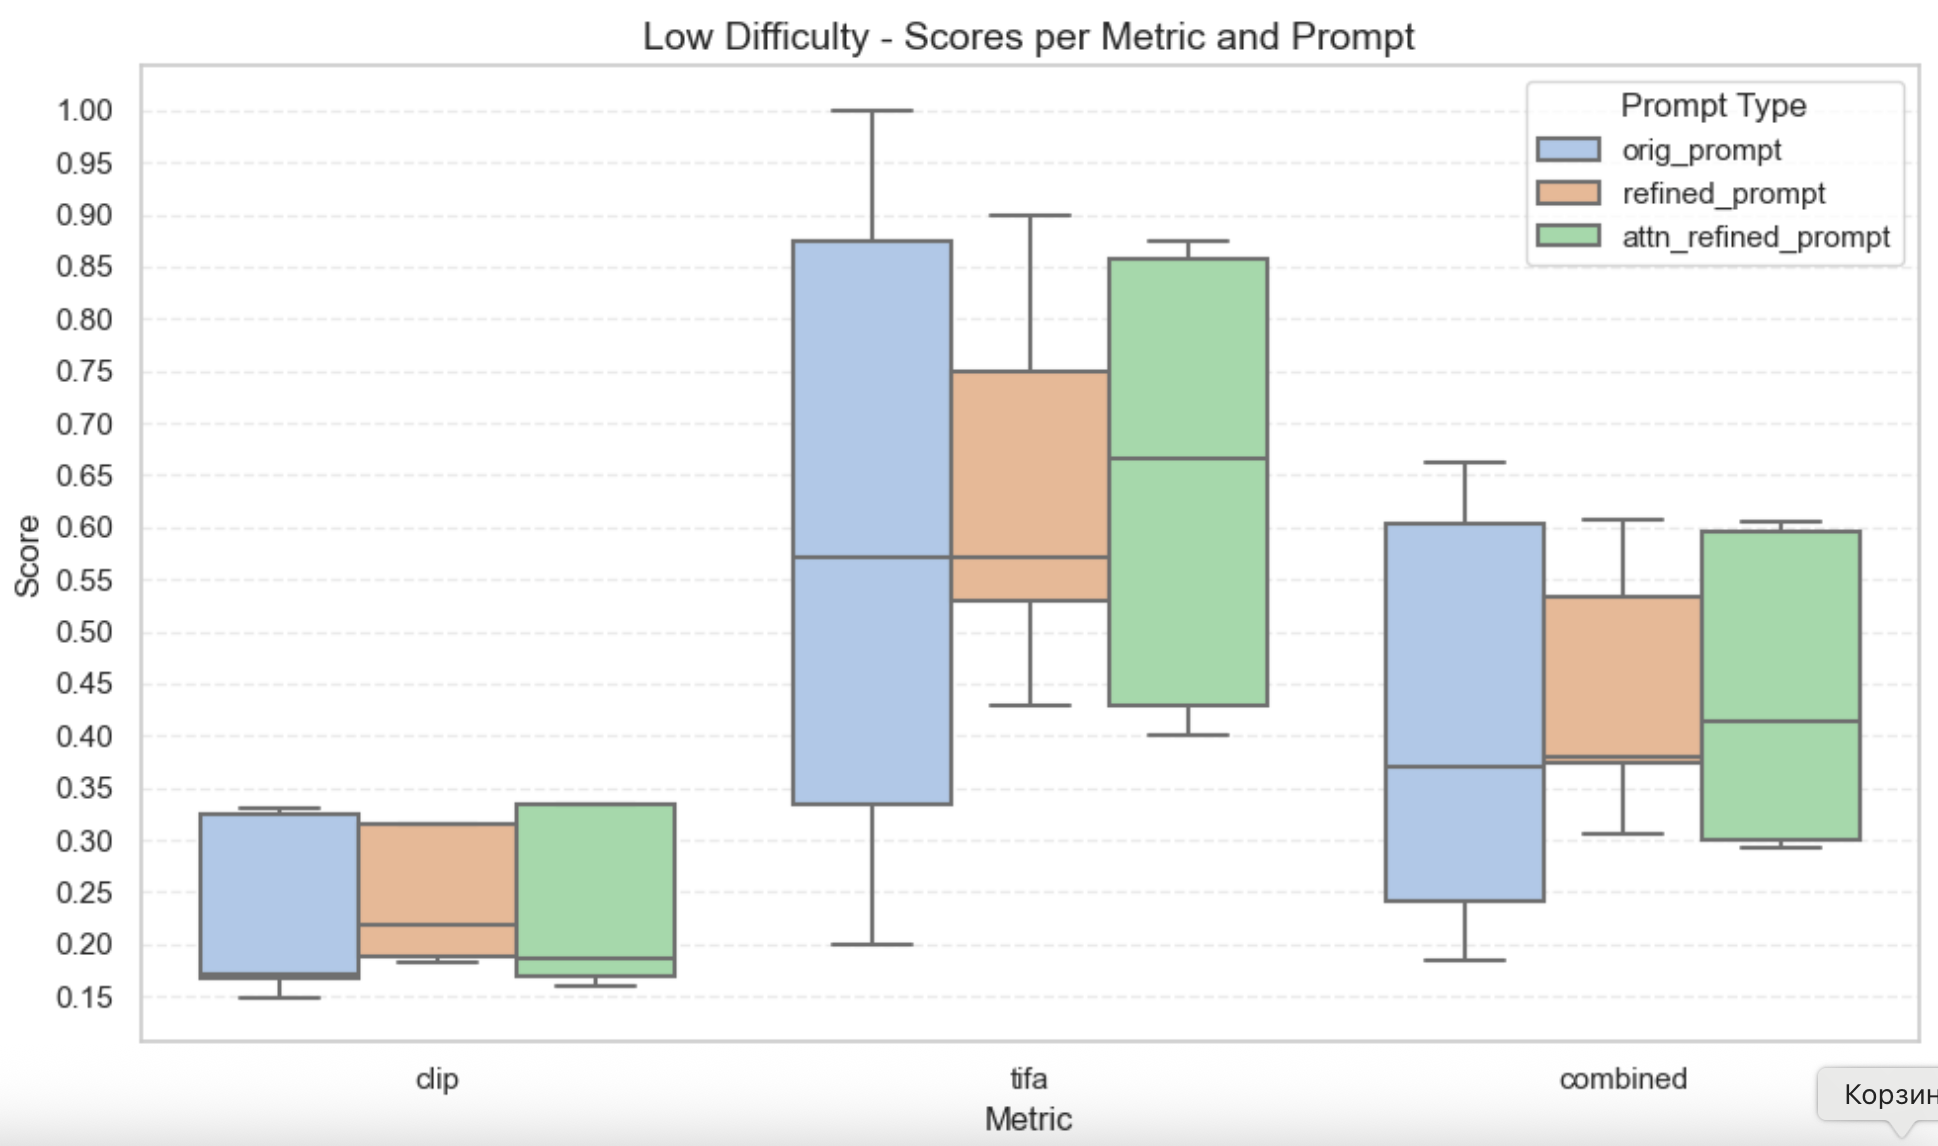 Low Difficulty - Scores per Metric and Prompt
Prompt Type
orig_prompt
refined_prompt
attn_refined_prompt
Score
1.00
0.95
0.90
0.85
0.80
0.75
0.70
0.65
0.60
0.55
0.50
0.45
0.40
0.35
0.30
0.25
0.20
0.15
clip
tifa
combined
Metric
Корзин